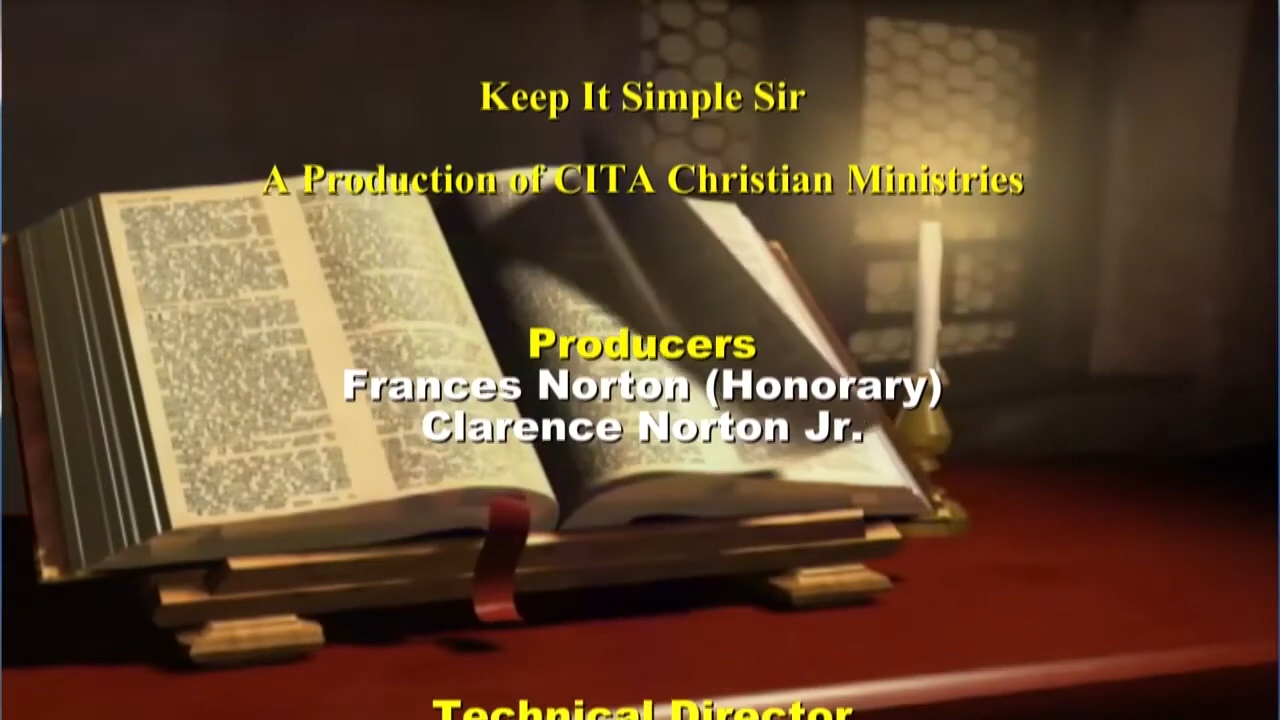 Keep It Simple Sir
A Production of CITA Christian Ministries
Producers
Frances Norton (Honorary)
Clarence Norton Jr.
Technical Director